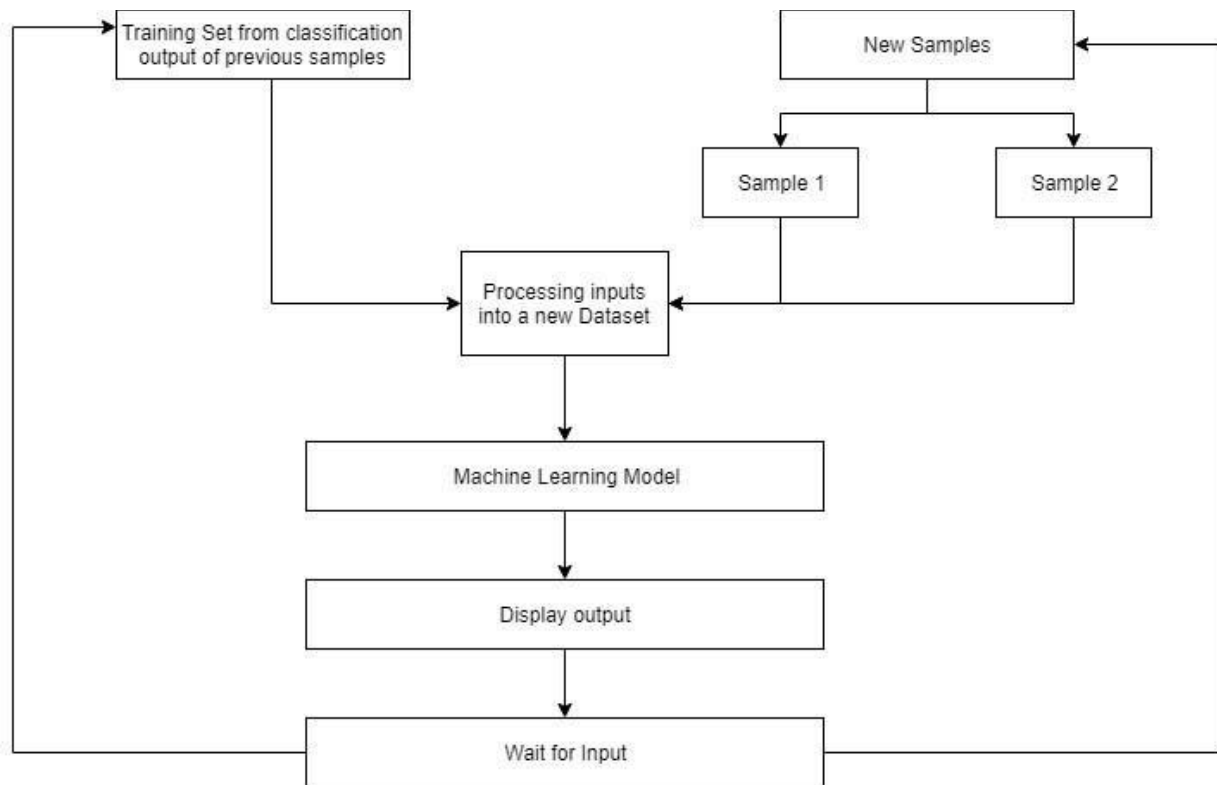 Training Set from classification
output of previous samples
New Samples
Sample 1
Sample 2
Processing inputs
into a new Dataset
Machine Learning Model
Display output
Wait for Input